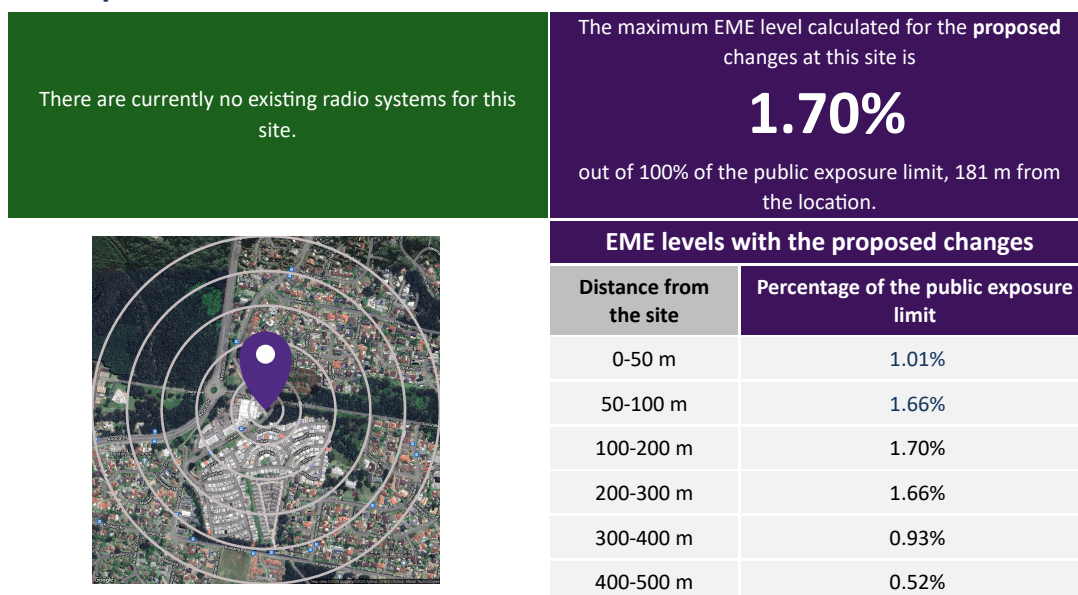 There are currently no existing radio systems for this
site.
The maximum EME level calculated for the proposed
changes at this site is
1.70%
out of 100% of the public exposure limit, 181 m from
the location.
EME levels with the proposed changes
Distance from
the site
Percentage of the public exposure
limit
0-50 m
1.01%
50-100 m
1.66%
100-200 m
1.70%
200-300 m
1.66%
300-400 m
0.93%
400-500 m
0.52%
Google